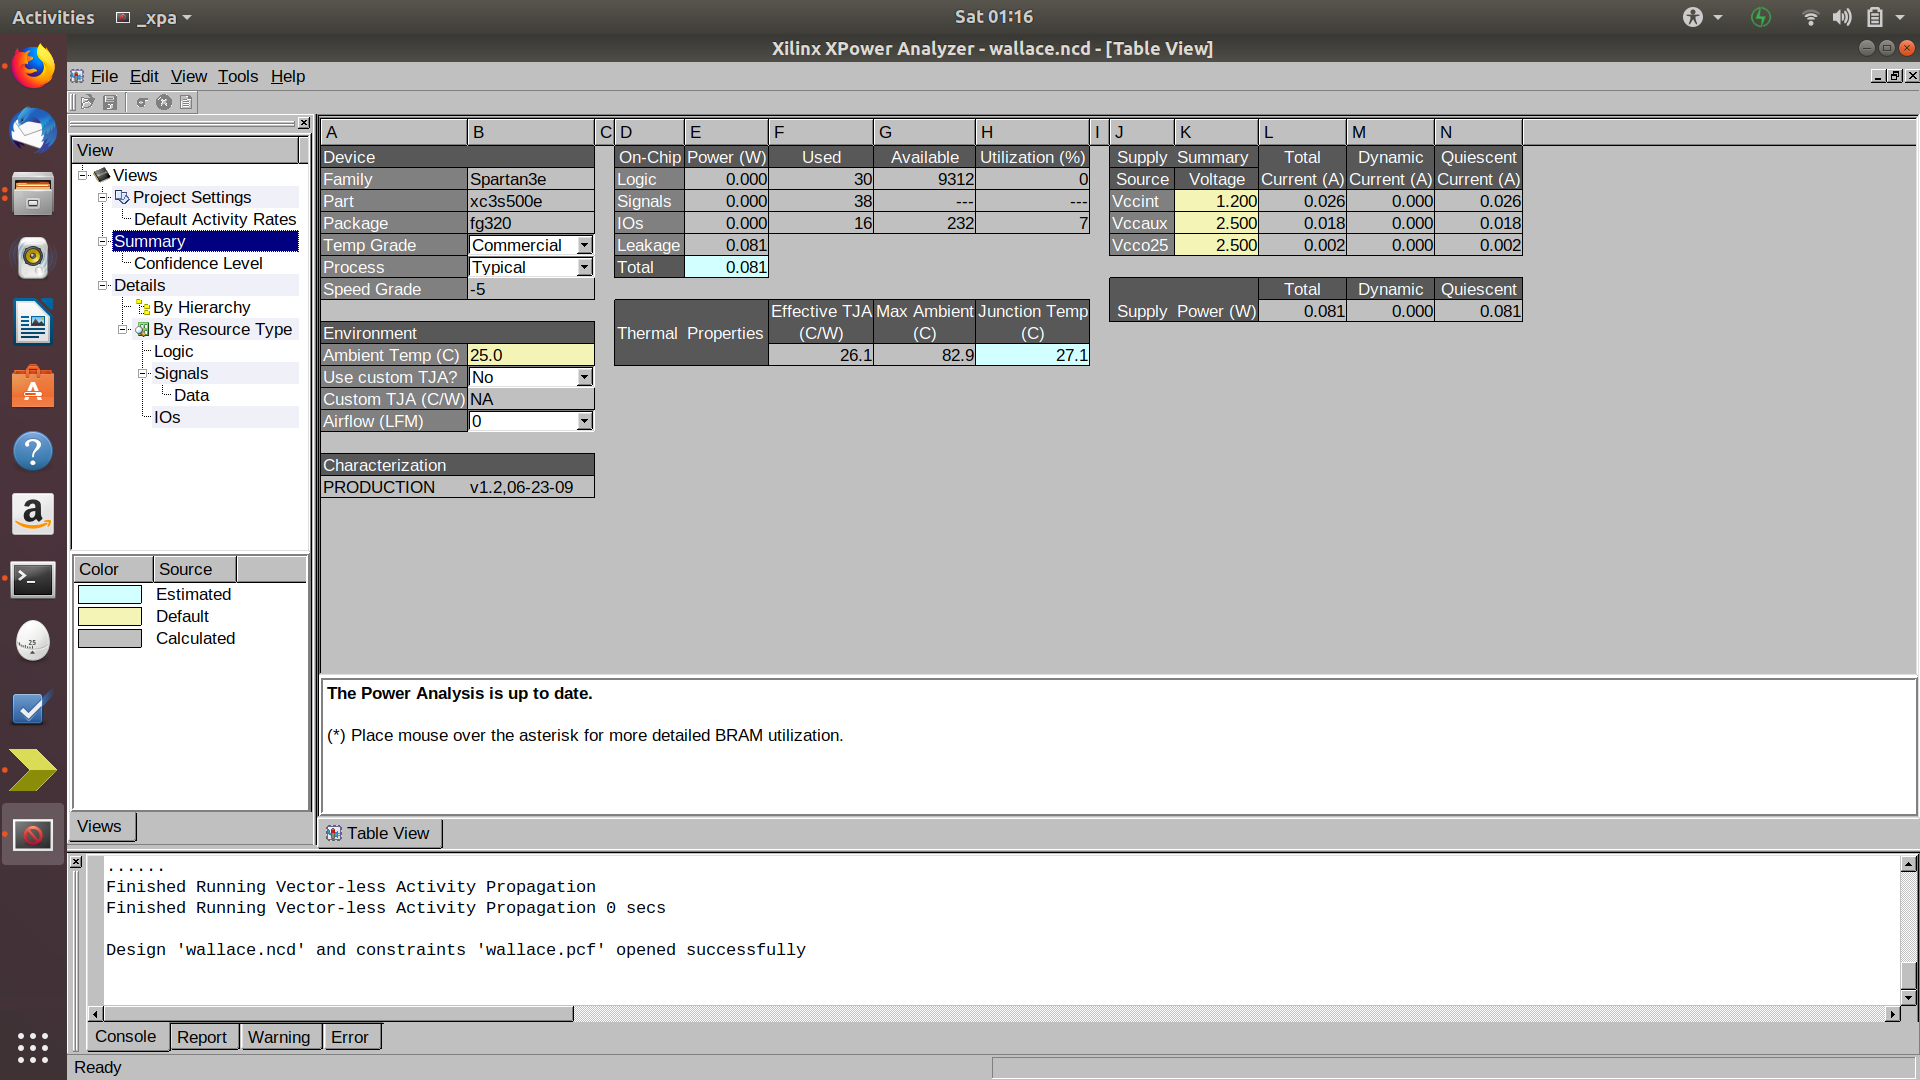 Activities _xpa Sat 01:16
Xilinx XPower Analyzer - wallace.ncd - [Table View]
File Edit View Tools Help
View
Views
Project Settings
Default Activity Rates
Summary
Confidence Level
Details
By Hierarchy
By Resource Type
Logic
Signals
Data
IOs
Color Source
Estimated
Default
Calculated
Views
A B C D E F G H I J K L M N
Device
Family Spartan3e
Part xc3s500e
Package fg320
Temp Grade Commercial
Process Typical
Speed Grade -5
Environment
Ambient Temp (C) 25.0
Use custom TJA? No
Custom TJA (C/W) NA
Airflow (LFM) 0
Characterization
PRODUCTION v1.2,06-23-09
On-Chip Power (W) Used Available Utilization (%)
Logic 0.000 30 9312 0
Signals 0.000 38 --- ---
IOs 0.000 16 232 7
Leakage 0.081
Total 0.081
Effective TJA Max Ambient Junction Temp
Thermal Properties (C/W) (C) (C)
26.1 82.9 27.1
Supply Summary Total Dynamic Quiescent
Source Voltage Current (A) Current (A) Current (A)
Vccint 1.200 0.026 0.000 0.026
Vccaux 2.500 0.018 0.000 0.018
Vcco25 2.500 0.002 0.000 0.002
Total Dynamic Quiescent
Supply Power (W) 0.081 0.000 0.081
The Power Analysis is up to date.
(*) Place mouse over the asterisk for more detailed BRAM utilization.
Table View
......
Finished Running Vector-less Activity Propagation
Finished Running Vector-less Activity Propagation 0 secs
Design 'wallace.ncd' and constraints 'wallace.pcf' opened successfully
Console Report Warning Error
Ready